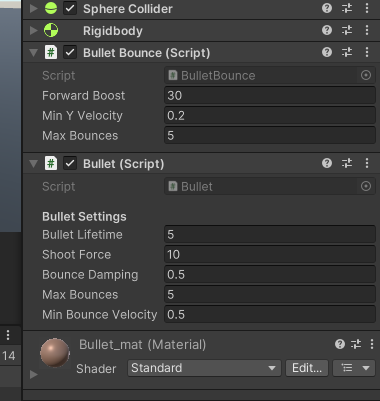 Sphere Collider
Rigidbody
# Bullet Bounce (Script)
Script # BulletBounce
Forward Boost 30
Min Y Velocity 0.2
Max Bounces 5
# Bullet (Script)
Script # Bullet
Bullet Settings
Bullet Lifetime 5
Shoot Force 10
Bounce Damping 0.5
Max Bounces 5
Min Bounce Velocity 0.5
Bullet_mat (Material)
14
Shader Standard Edit...